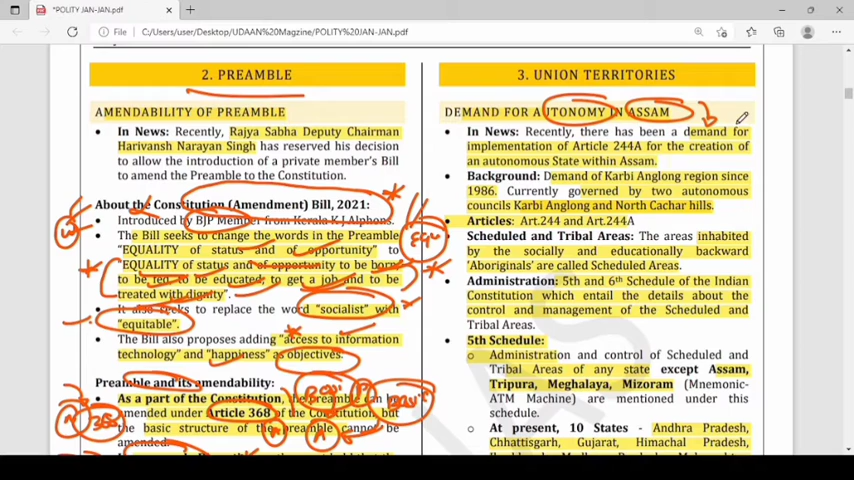 *POLITY JAN-JAN.pdf
File
C:/Users/user/Desktop/UDAAN%20Magzine/POLITY%20JAN-JAN.pdf
2. PREAMBLE
AMENDABILITY OF PREAMBLE
• In News: Recently, Rajya Sabha Deputy Chairman
Harivansh Narayan Singh has reserved his decision
to allow the introduction of a private member's Bill
to amend the Preamble to the Constitution.
About the Constitution (Amendment) Bill, 2021:
• Introduced by BJP Member from Kerala K J Alphons.
• The Bill seeks to change the words in the Preamble
"EQUALITY of status and of opportunity" to
"EQUALITY of status and of opportunity to be born,
to be fed, to be educated; to get a job and to be
treated with dignity".
• It also seeks to replace the word "socialist" with
"equitable".
• The Bill also proposes adding "access to information
technology" and "happiness" as objectives.
Preamble and its amendability:
• As a part of the Constitution, the preamble can be
amended under Article 368 of the Constitution, but
the basic structure of the preamble cannot be
amended.
3. UNION TERRITORIES
DEMAND FOR AUTONOMY IN ASSAM
• In News: Recently, there has been a demand for
implementation of Article 244A for the creation of
an autonomous State within Assam.
• Background: Demand of Karbi Anglong region since
1986. Currently governed by two autonomous
councils Karbi Anglong and North Cachar hills.
• Articles: Art.244 and Art.244A
• Scheduled and Tribal Areas: The areas inhabited
by the socially and educationally backward
'Aboriginals' are called Scheduled Areas.
• Administration: 5th and 6th Schedule of the Indian
Constitution which entail the details about the
control and management of the Scheduled and
Tribal Areas.
• 5th Schedule:
o Administration and control of Scheduled and
Tribal Areas of any state except Assam,
Tripura, Meghalaya, Mizoram (Mnemonic-
ATM Machine) are mentioned under this
schedule.
o At present, 10 States - Andhra Pradesh,
Chhattisgarh, Gujarat, Himachal Pradesh,